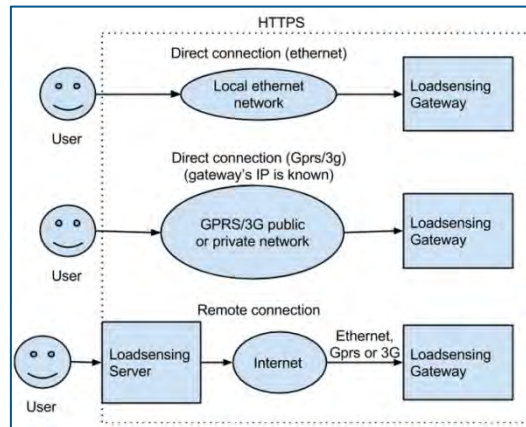 HTTPS
Direct connection (ethernet)
Local ethernet
network
Loadsensing
Gateway
User
Direct connection (Gprs/3g)
(gateway's IP is known)
GPRS/3G public
or private network
Loadsensing
Gateway
User
Remote connection
Loadsensing
Server
Internet
Ethernet,
Gprs or 3G
Loadsensing
Gateway
User